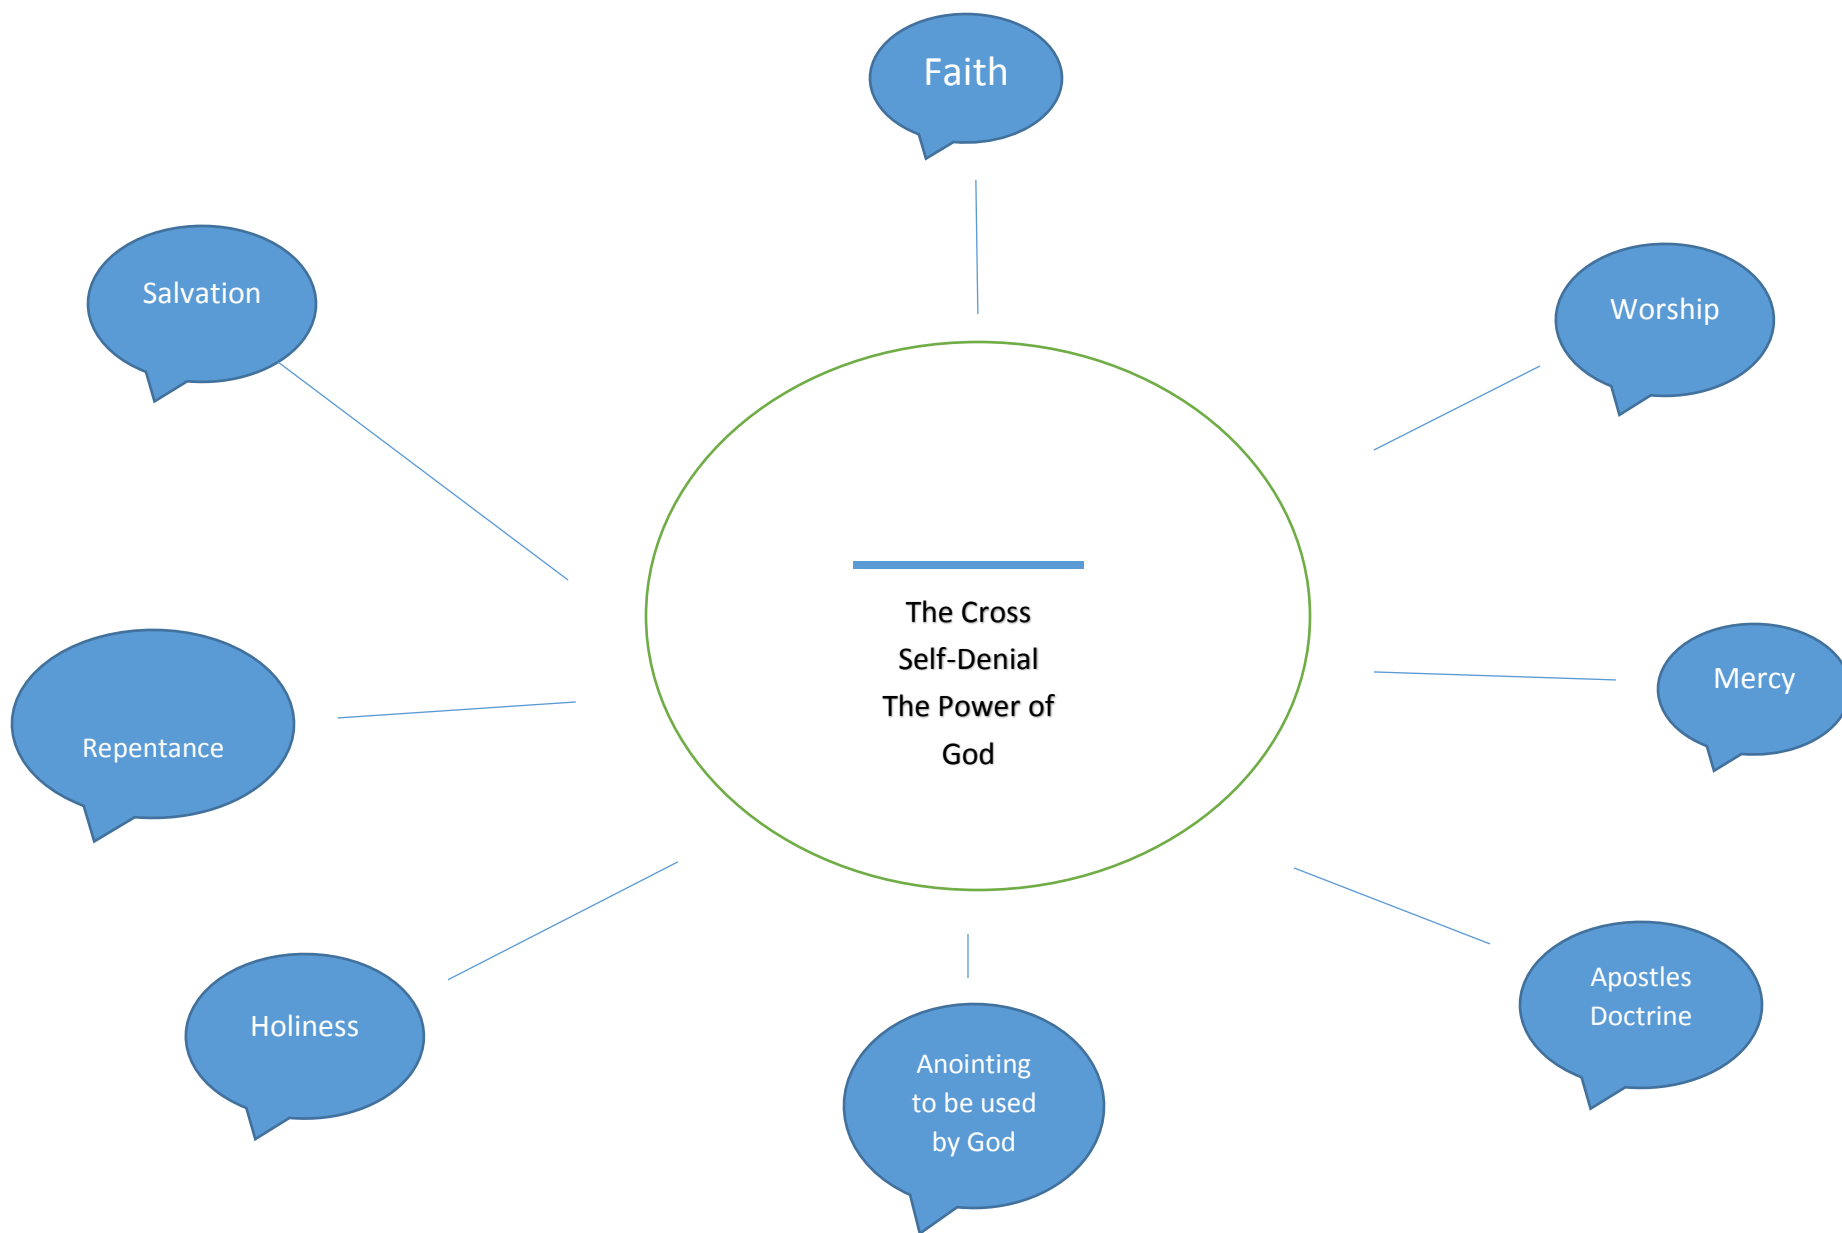 Faith
Salvation
Worship
The Cross
Self-Denial
The Power of
God
Mercy
Repentance
Apostles
Doctrine
Holiness
Anointing
to be used
by God